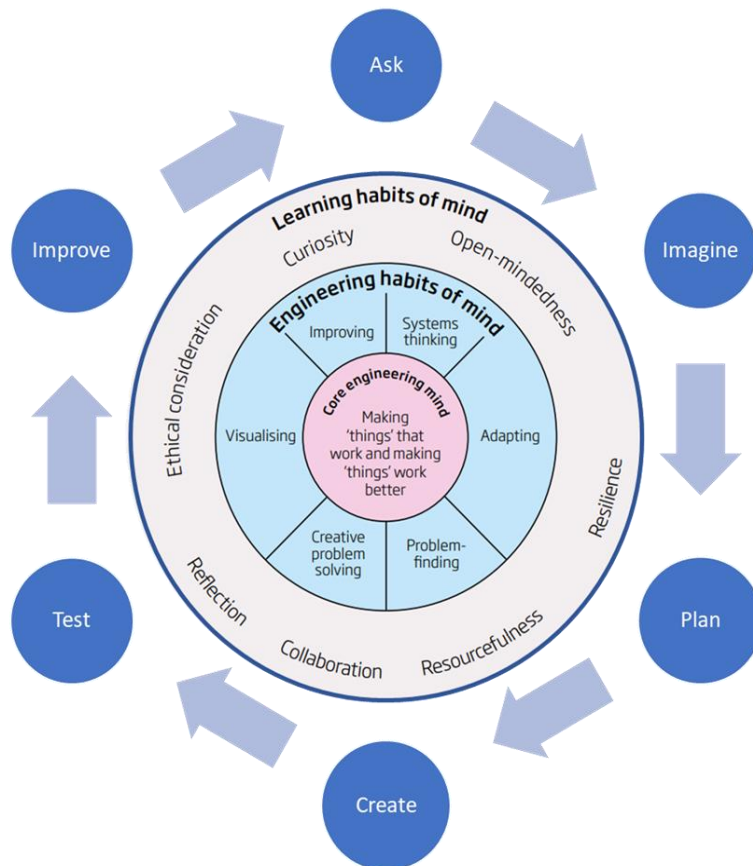 Ask
Imagine
Plan
Create
Test
Improve
Learning habits of mind
Curiosity
Open-mindedness
Resilience
Resourcefulness
Collaboration
Reflection
Ethical consideration
Engineering habits of mind
Improving
Systems
thinking
Adapting
Problem-
finding
Creative
problem
solving
Visualising
Core engineering mind
Making
'things' that
work and making
'things' work
better